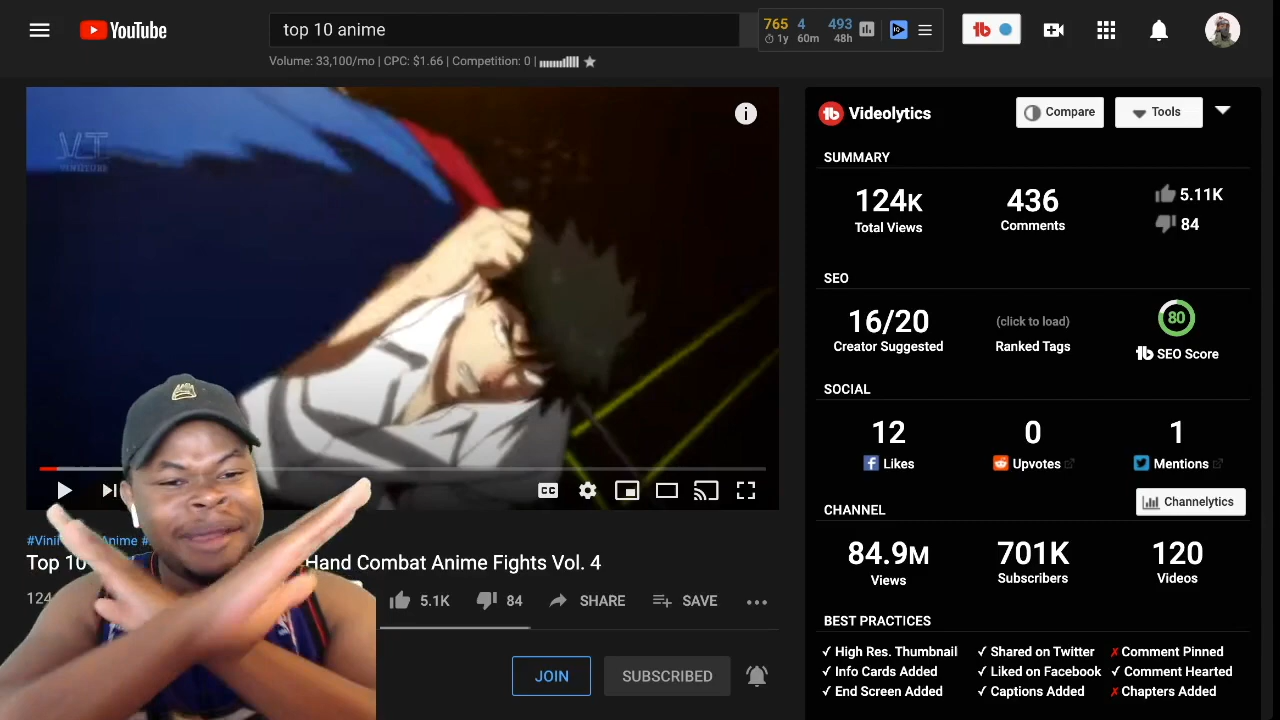 YouTube
top 10 anime
765 4 493
1y 60m 48h
Volume: 33,100/mo | CPC: $1.66 | Competition: 0 |
Videolytics
Compare
Tools
SUMMARY
124K
Total Views
436
Comments
5.11K
84
SEO
16/20
Creator Suggested
(click to load)
Ranked Tags
80
SEO Score
SOCIAL
12
Likes
0
Upvotes
1
Mentions
CHANNEL
Channelytics
84.9M
Views
701K
Subscribers
120
Videos
BEST PRACTICES
✓ High Res. Thumbnail ✓ Shared on Twitter ✗ Comment Pinned
✓ Info Cards Added ✓ Liked on Facebook ✓ Comment Hearted
✓ End Screen Added ✓ Captions Added ✗ Chapters Added
VT
CC
Anime #
Top 10 Hand Combat Anime Fights Vol. 4
5.1K 84 SHARE SAVE
JOIN
SUBSCRIBED